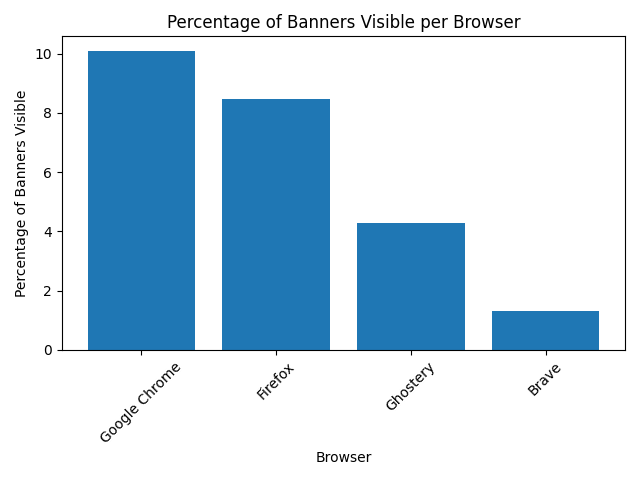 Percentage of Banners Visible per Browser
Percentage of Banners Visible
10
8
6
4
2
0
Google Chrome
Firefox
Ghostery
Brave
Browser